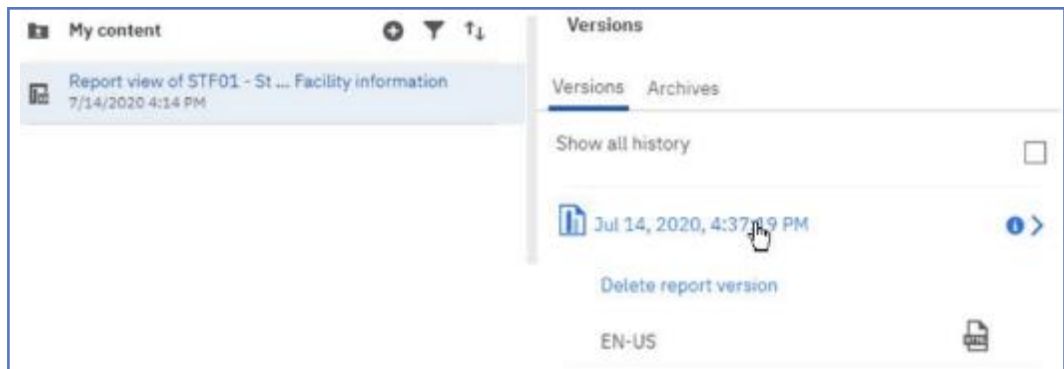 My content
Report view of STF01 - St ... Facility information
7/14/2020 4:14 PM
Versions
Versions Archives
Show all history
Jul 14, 2020, 4:37:19 PM
Delete report version
EN-US